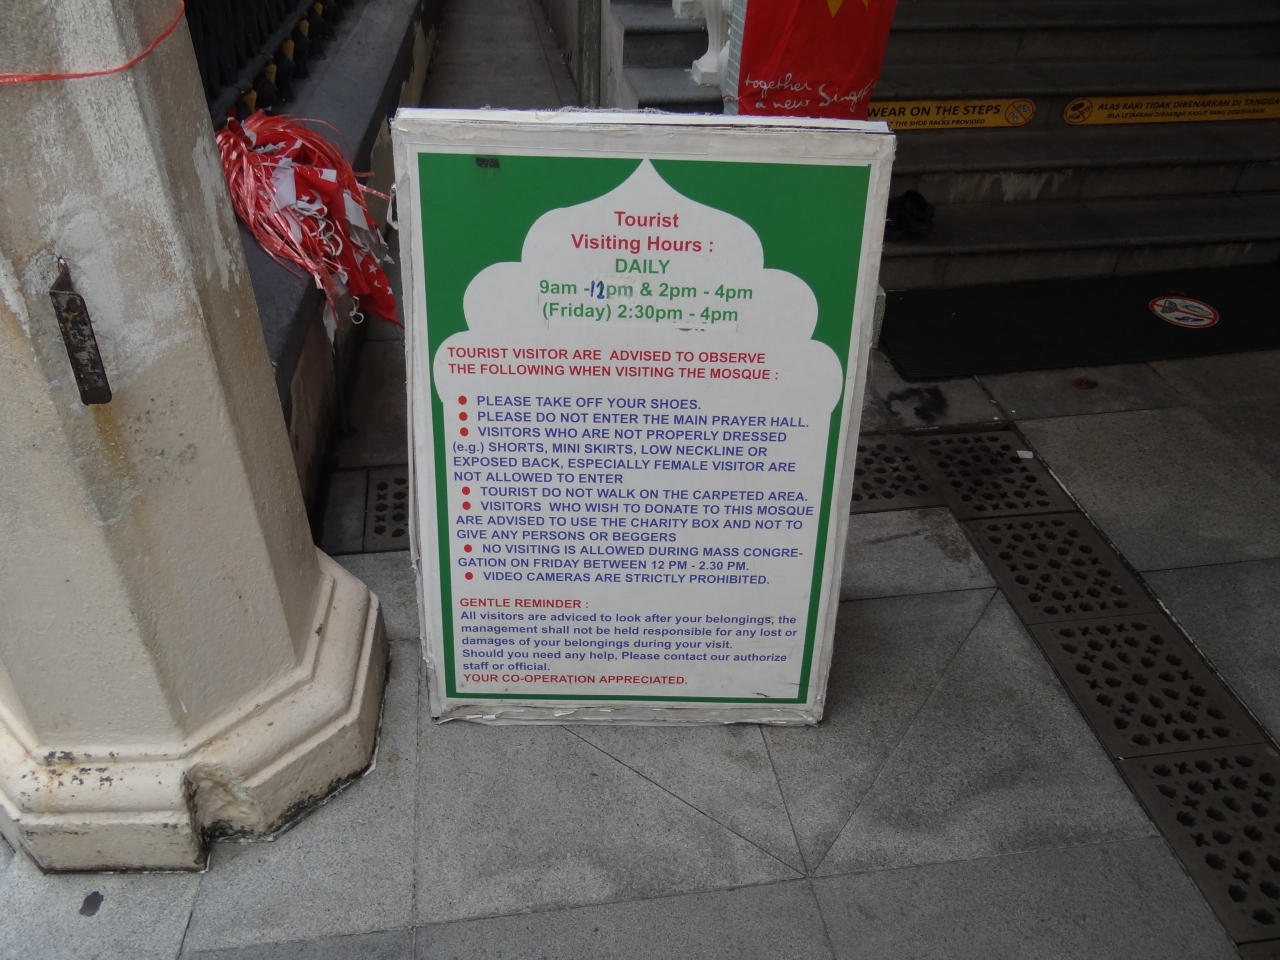 together
a new Singap
WEAR ON THE STEPS
THE SHOE RACKS PROVIDED
ALAS KAKI TIDAK DIBENARKAN DI TANGGA
SILA LETAKKAN
Tourist
Visiting Hours :
DAILY
9am -12pm & 2pm - 4pm
(Friday) 2:30pm - 4pm
TOURIST VISITOR ARE ADVISED TO OBSERVE
THE FOLLOWING WHEN VISITING THE MOSQUE :
PLEASE TAKE OFF YOUR SHOES.
PLEASE DO NOT ENTER THE MAIN PRAYER HALL.
VISITORS WHO ARE NOT PROPERLY DRESSED
(e.g.) SHORTS, MINI SKIRTS, LOW NECKLINE OR
EXPOSED BACK, ESPECIALLY FEMALE VISITOR ARE
NOT ALLOWED TO ENTER
TOURIST DO NOT WALK ON THE CARPETED AREA.
VISITORS WHO WISH TO DONATE TO THIS MOSQUE
ARE ADVISED TO USE THE CHARITY BOX AND NOT TO
GIVE ANY PERSONS OR BEGGERS
NO VISITING IS ALLOWED DURING MASS CONGRE-
GATION ON FRIDAY BETWEEN 12 PM - 2.30 PM.
VIDEO CAMERAS ARE STRICTLY PROHIBITED.
GENTLE REMINDER :
All visitors are adviced to look after your belongings, the
management shall not be held responsible for any lost or
damages of your belongings during your visit.
Should you need any help, Please contact our authorize
staff or official.
YOUR CO-OPERATION APPRECIATED.